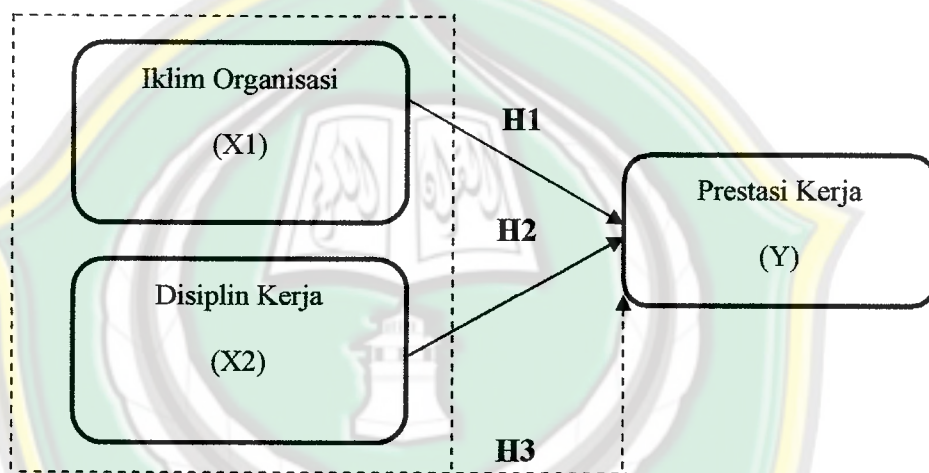 Iklim Organisasi
(X1)
H1
Prestasi Kerja
(Y)
H2
Disiplin Kerja
(X2)
H3